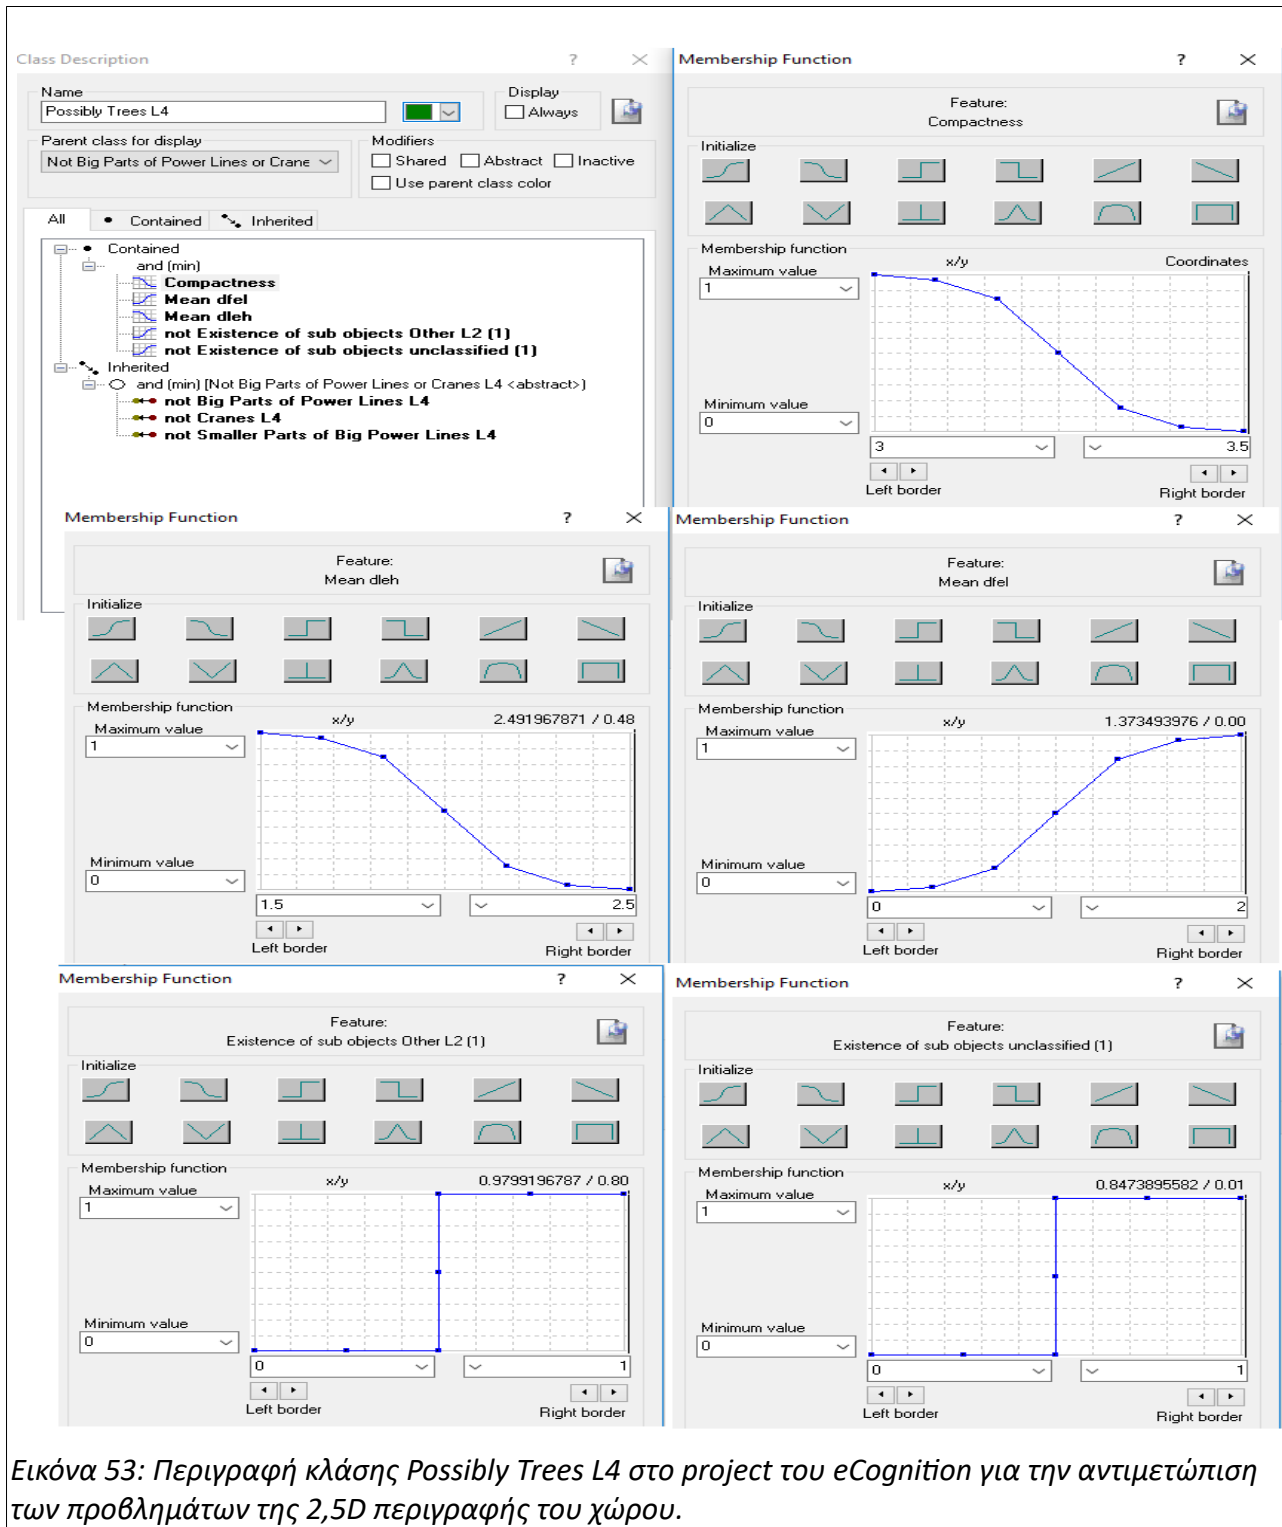 Class Description
?
Name
Possibly Trees L4
Display
Always
Parent class for display
Not Big Parts of Power Lines or Crane
Modifiers
Shared Abstract Inactive
Use parent class color
All Contained Inherited
Contained
and (min)
Compactness
Mean dfel
Mean dleh
not Existence of sub objects Other L2 (1)
not Existence of sub objects unclassified (1)
Inherited
and (min) [Not Big Parts of Power Lines or Cranes L4 <abstract>)
not Big Parts of Power Lines L4
not Cranes L4
not Smaller Parts of Big Power Lines L4
Membership Function ?
Feature:
Compactness
Initialize
Membership function
Maximum value
x/y Coordinates
1
Minimum value
0
3 3.5
Left border Right border
Membership Function ?
Feature:
Mean dleh
Initialize
Membership function
Maximum value
x/y 2.491967871 / 0.48
1
Minimum value
0
1.5 2.5
Left border Right border
Membership Function ?
Feature:
Mean dfel
Initialize
Membership function
Maximum value
x/y 1.373493976 / 0.00
1
Minimum value
0
0 2
Left border Right border
Membership Function ?
Feature:
Existence of sub objects Other L2 (1)
Initialize
Membership function
Maximum value
x/y 0.9799196787 / 0.80
1
Minimum value
0
0 1
Left border Right border
Membership Function ?
Feature:
Existence of sub objects unclassified (1)
Initialize
Membership function
Maximum value
x/y 0.8473895582 / 0.01
1
Minimum value
0
0 1
Left border Right border
Εικόνα 53: Περιγραφή κλάσης Possibly Trees L4 στο project του eCognition για την αντιμετώπιση
των προβλημάτων της 2,5D περιγραφής του χώρου.